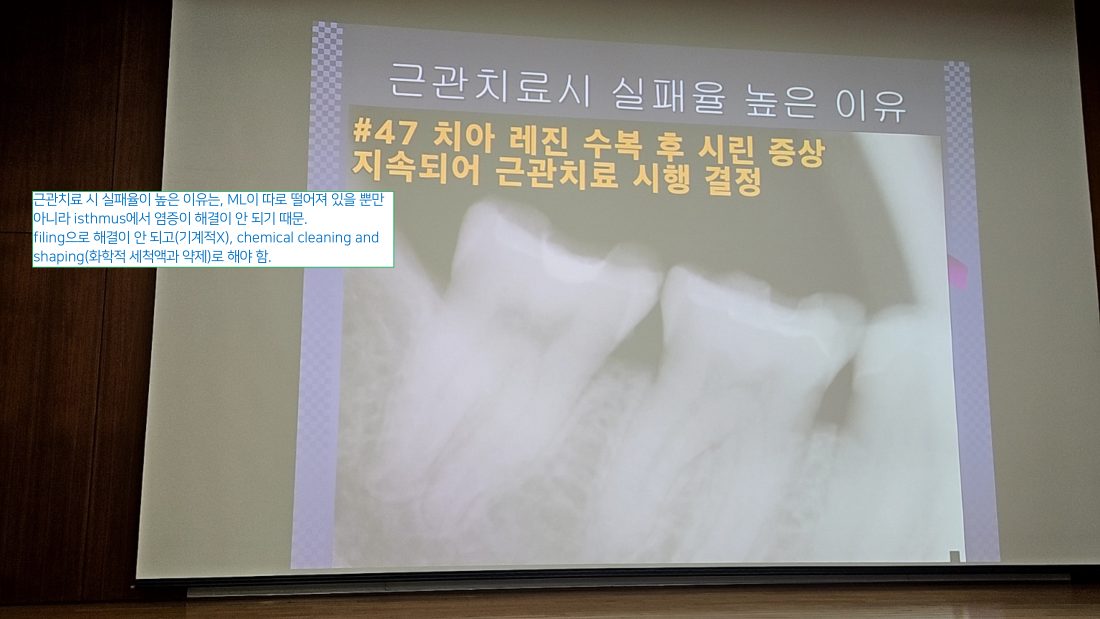 근관치료시 실패율 높은 이유
#47 치아 레진 수복 후 시린 증상
지속되어 근관치료 시행 결정
근관치료 시 실패율이 높은 이유는, ML이 따로 떨어져 있을 뿐만
아니라 isthmus에서 염증이 해결이 안 되기 때문.
filing으로 해결이 안 되고(기계적X), chemical cleaning and
shaping(화학적 세척액과 약제)로 해야 함.